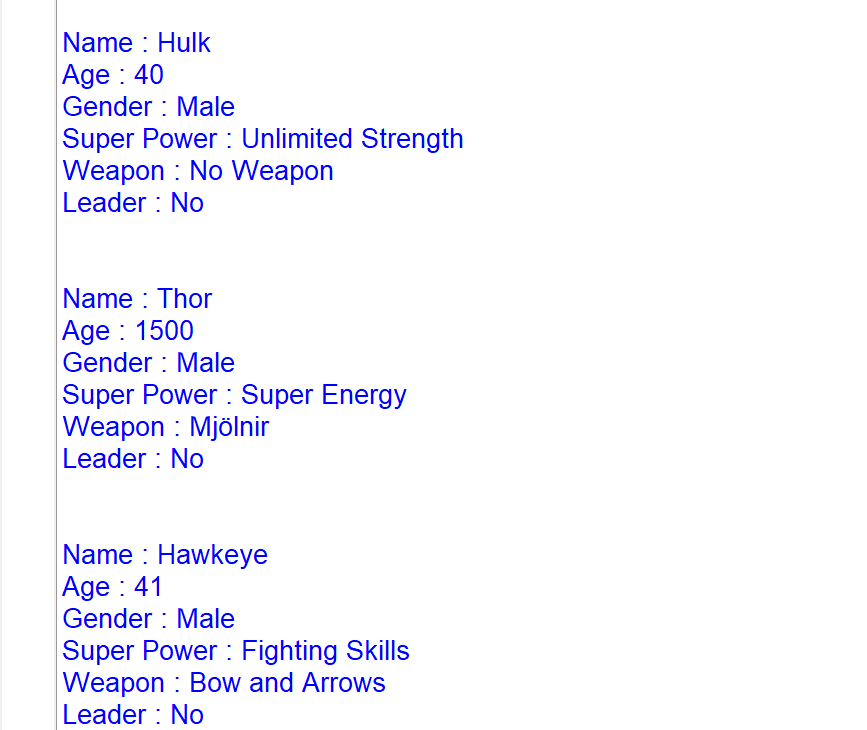 Name : Hulk
Age : 40
Gender : Male
Super Power : Unlimited Strength
Weapon : No Weapon
Leader : No
Name : Thor
Age : 1500
Gender : Male
Super Power : Super Energy
Weapon : Mjölnir
Leader : No
Name : Hawkeye
Age : 41
Gender : Male
Super Power : Fighting Skills
Weapon : Bow and Arrows
Leader : No